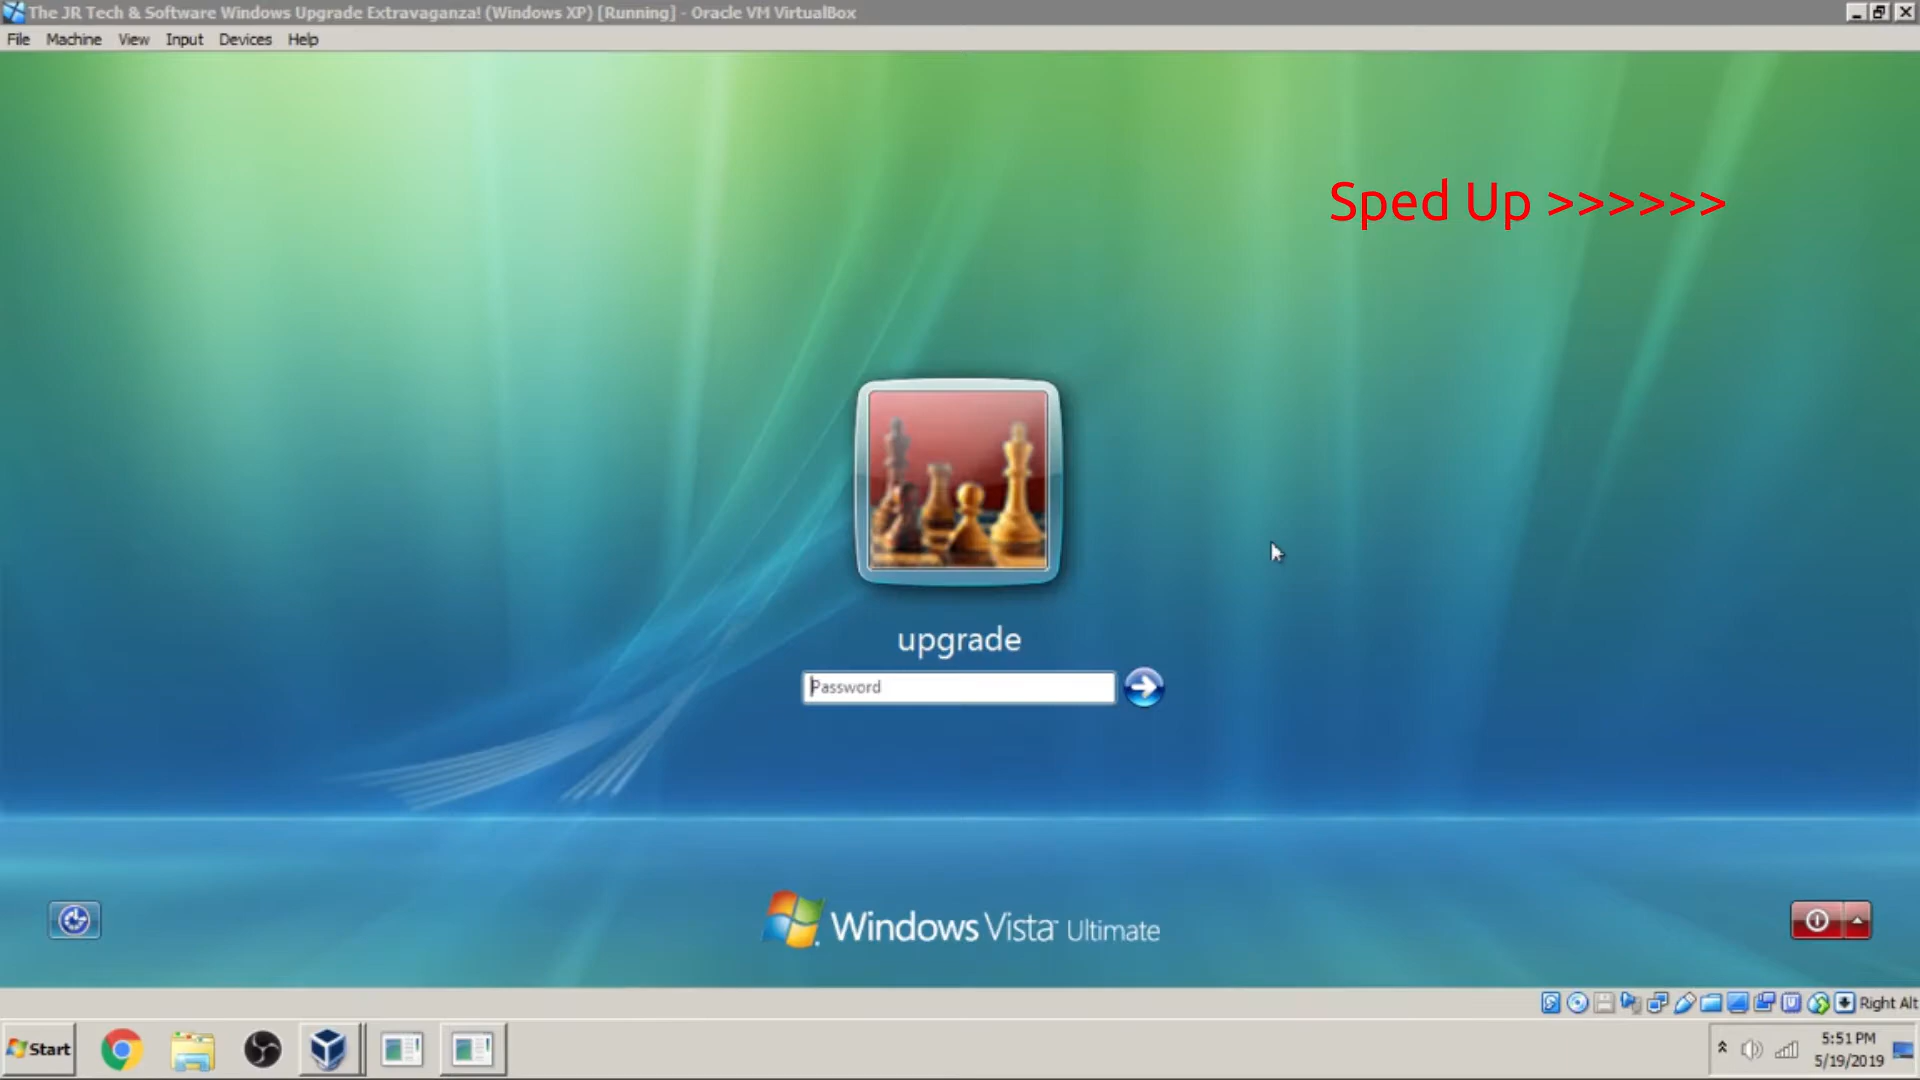 The JR Tech & Software Windows Upgrade Extravaganza! (Windows XP) [Running] - Oracle VM VirtualBox
File Machine View Input Devices Help
Sped Up >>>>>>
upgrade
Password
Windows Vista™ Ultimate
Right Alt
Start
5:51 PM
5/19/2019